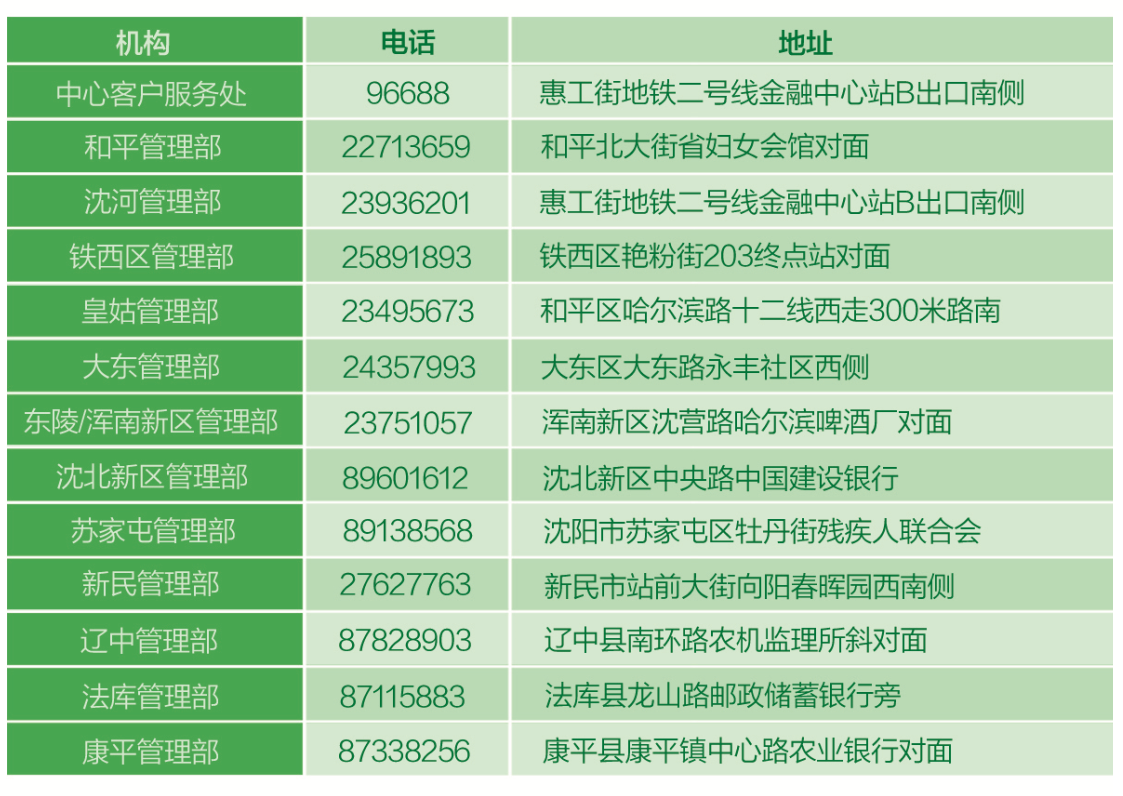 机构 电话 地址
中心客户服务处 96688 惠工街地铁二号线金融中心站B出口南侧
和平管理部 22713659 和平北大街省妇女会馆对面
沈河管理部 23936201 惠工街地铁二号线金融中心站B出口南侧
铁西区管理部 25891893 铁西区艳粉街203终点站对面
皇姑管理部 23495673 和平区哈尔滨路十二线西走300米路南
大东管理部 24357993 大东区大东路永丰社区西侧
东陵/浑南新区管理部 23751057 浑南新区沈营路哈尔滨啤酒厂对面
沈北新区管理部 89601612 沈北新区中央路中国建设银行
苏家屯管理部 89138568 沈阳市苏家屯区牡丹街残疾人联合会
新民管理部 27627763 新民市站前大街向阳春晖园西南侧
辽中管理部 87828903 辽中县南环路农机监理所斜对面
法库管理部 87115883 法库县龙山路邮政储蓄银行旁
康平管理部 87338256 康平县康平镇中心路农业银行对面